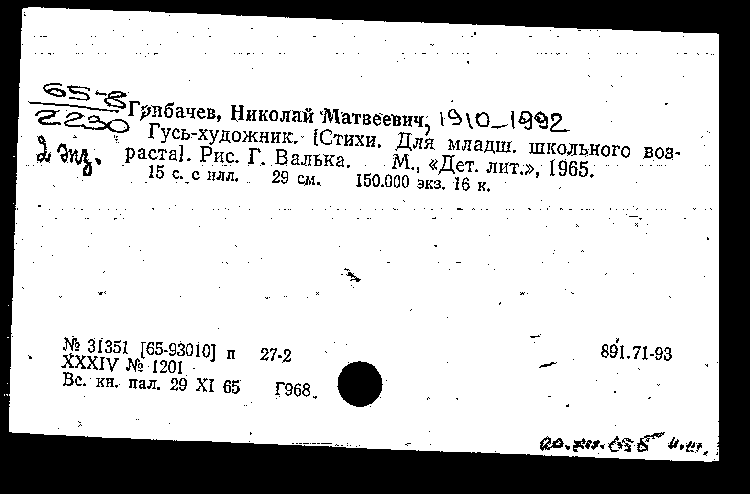 65-8
2230
2 экз.
Грибачев, Николай Матвеевич, 1910-1992
Гусь-художник. [Стихи. Для младш. школьного воз-
раста]. Рис. Г. Валька. М., «Дет. лит.», 1965.
15 с. с илл. 29 см. 150.000 экз. 16 к.
№ 31351 [65-93010] п 27-2 891.71-93
XXXIV № 1201
Вс. кн. пал. 29 XI 65 Г968.